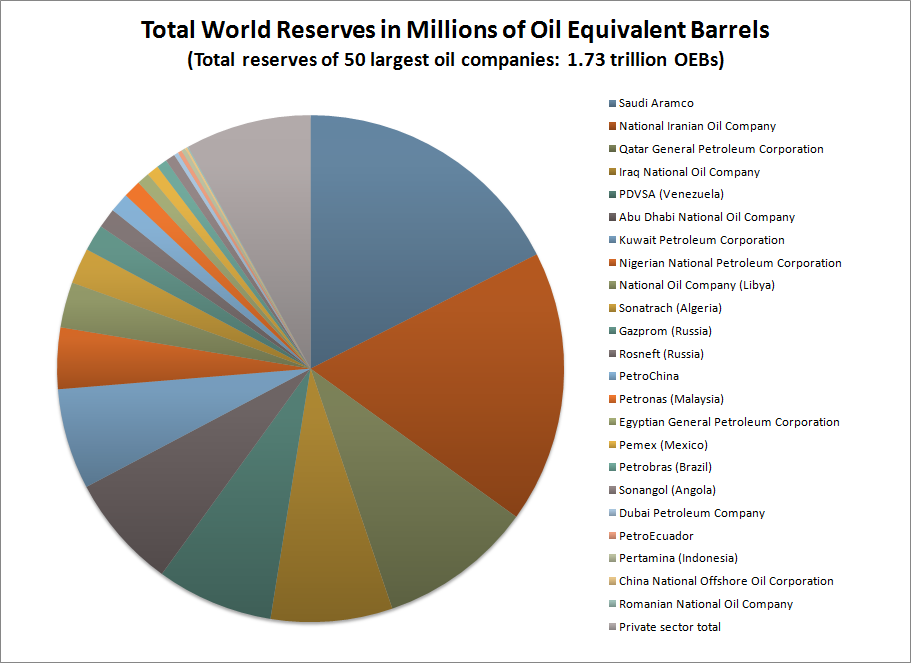 Total World Reserves in Millions of Oil Equivalent Barrels
(Total reserves of 50 largest oil companies: 1.73 trillion OEBs)
Saudi Aramco
National Iranian Oil Company
Qatar General Petroleum Corporation
Iraq National Oil Company
PDVSA (Venezuela)
Abu Dhabi National Oil Company
Kuwait Petroleum Corporation
Nigerian National Petroleum Corporation
National Oil Company (Libya)
Sonatrach (Algeria)
Gazprom (Russia)
Rosneft (Russia)
PetroChina
Petronas (Malaysia)
Egyptian General Petroleum Corporation
Pemex (Mexico)
Petrobras (Brazil)
Sonangol (Angola)
Dubai Petroleum Company
PetroEcuador
Pertamina (Indonesia)
China National Offshore Oil Corporation
Romanian National Oil Company
Private sector total